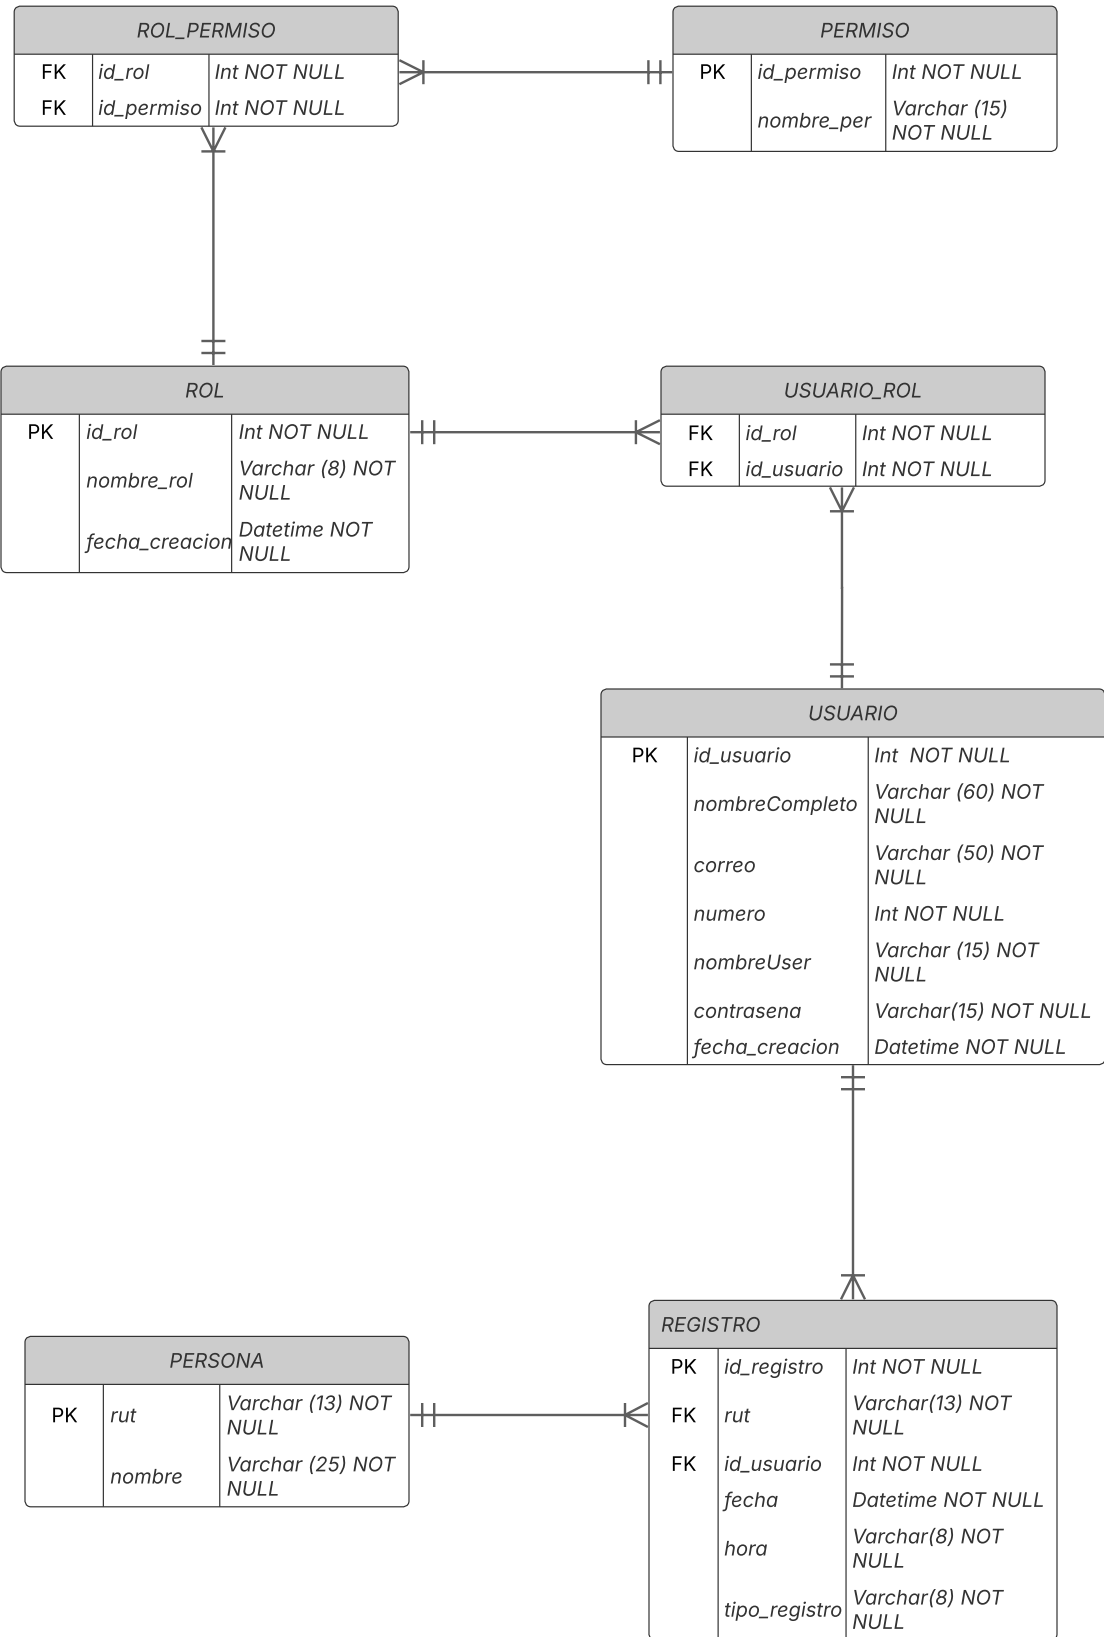 ROL_PERMISO
FK id_rol Int NOT NULL
FK id_permiso Int NOT NULL
PERMISO
PK id_permiso Int NOT NULL
nombre_per Varchar (15)
NOT NULL
ROL
PK id_rol Int NOT NULL
nombre_rol Varchar (8) NOT
NULL
fecha_creacion Datetime NOT
NULL
USUARIO_ROL
FK id_rol Int NOT NULL
FK id_usuario Int NOT NULL
USUARIO
PK id_usuario Int NOT NULL
nombreCompleto Varchar (60) NOT
NULL
correo Varchar (50) NOT
NULL
numero Int NOT NULL
nombreUser Varchar (15) NOT
NULL
contrasena Varchar(15) NOT NULL
fecha_creacion Datetime NOT NULL
PERSONA
PK rut Varchar (13) NOT
NULL
nombre Varchar (25) NOT
NULL
REGISTRO
PK id_registro Int NOT NULL
FK rut Varchar(13) NOT
NULL
FK id_usuario Int NOT NULL
fecha Datetime NOT NULL
hora Varchar(8) NOT
NULL
tipo_registro Varchar(8) NOT
NULL